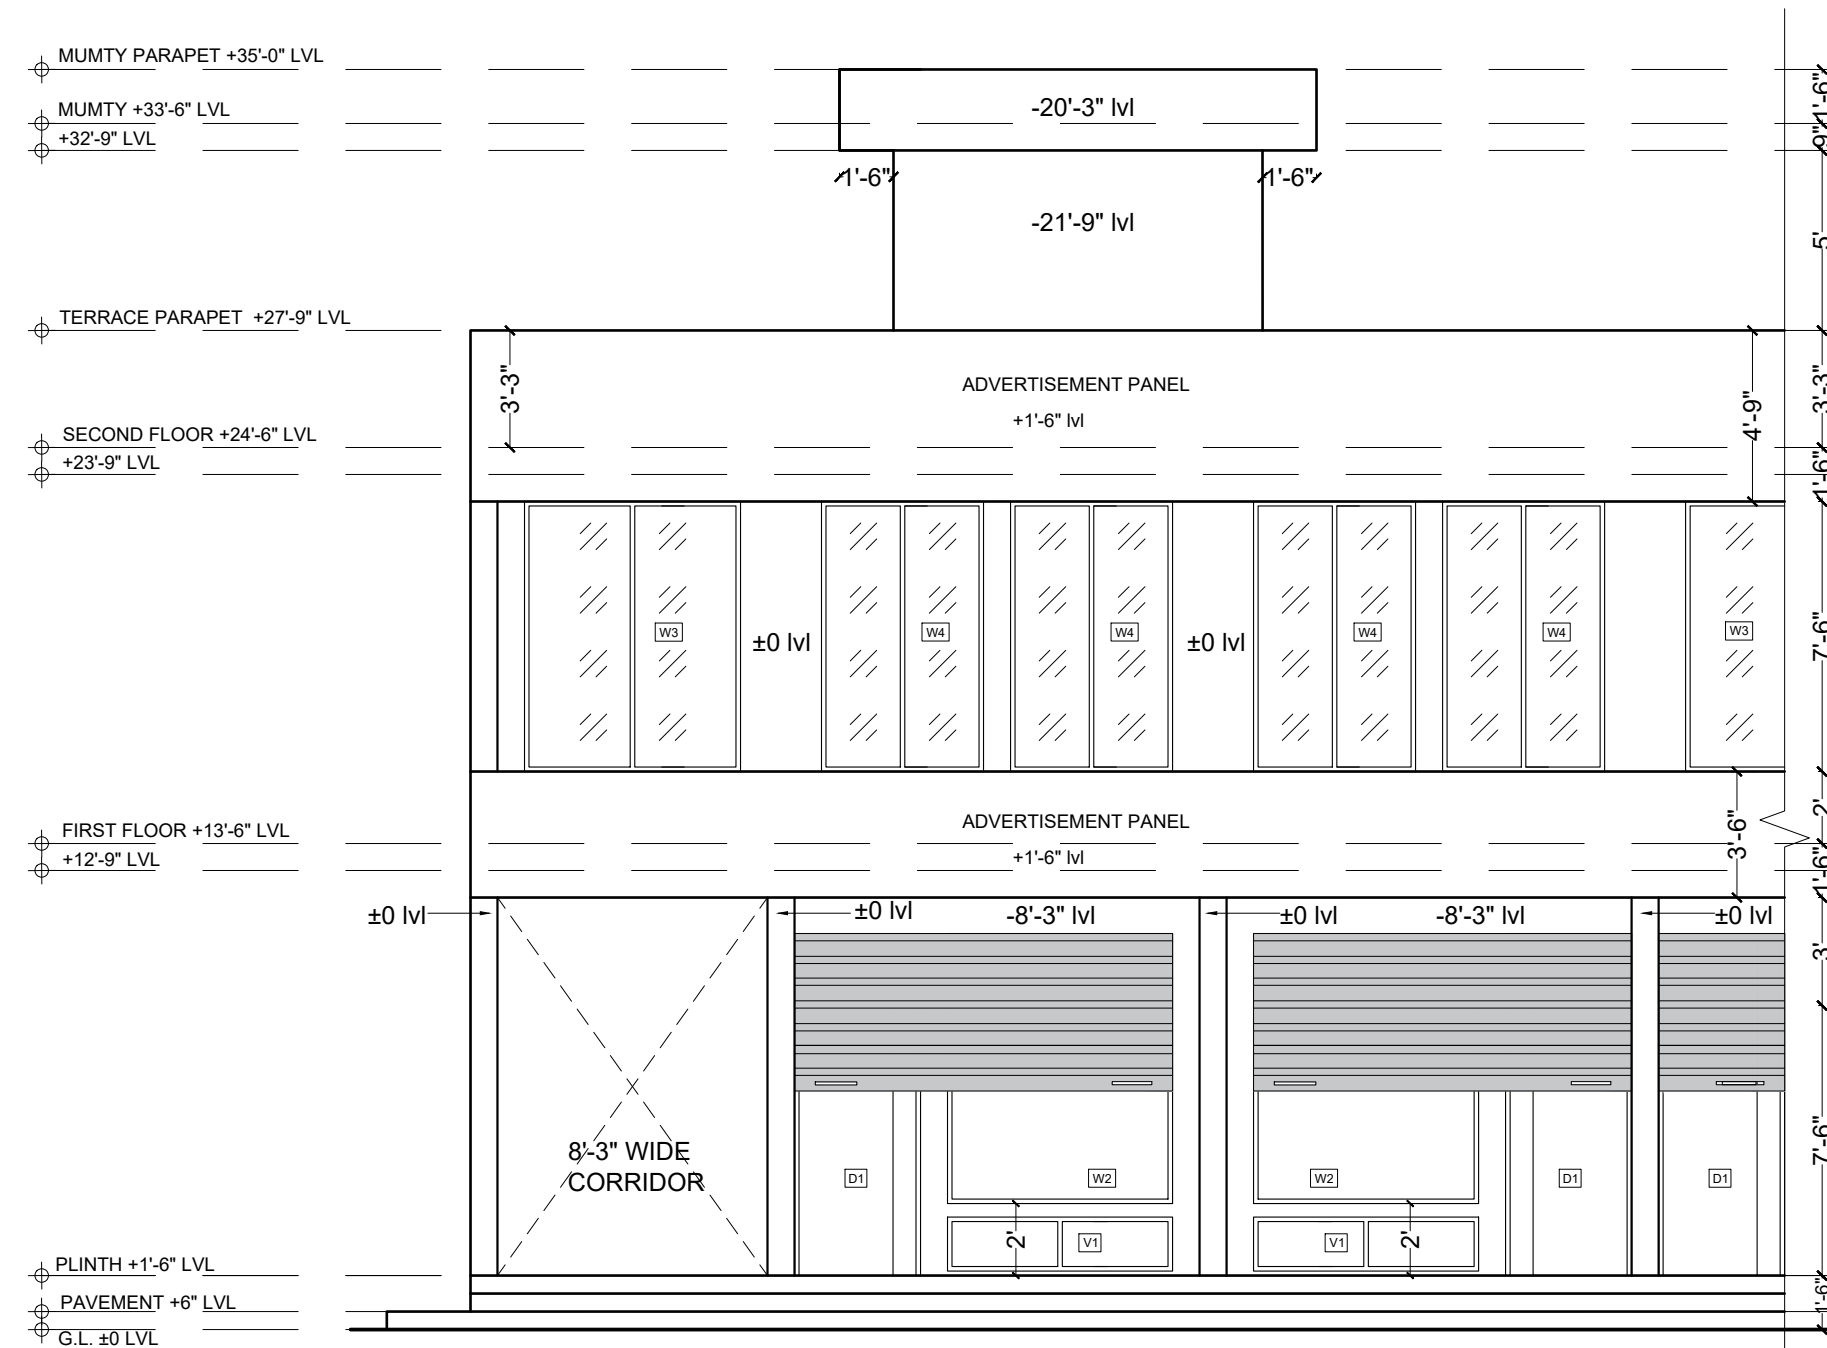 MUMTY PARAPET +35'-0" LVL
MUMTY +33'-6" LVL
+32'-9" LVL
-20'-3" lvl
1'-6"
1'-6"
-21'-9" lvl
1'-6"
9"
5'
TERRACE PARAPET +27'-9" LVL
3'-3"
ADVERTISEMENT PANEL
+1'-6" lvl
4'-9"
3'-3"
SECOND FLOOR +24'-6" LVL
+23'-9" LVL
1'-6"
W3
±0 lvl
W4
W4
±0 lvl
W4
W4
W3
7'-6"
ADVERTISEMENT PANEL
+1'-6" lvl
3'-6"
2'
FIRST FLOOR +13'-6" LVL
+12'-9" LVL
1'-6"
±0 lvl
±0 lvl
-8'-3" lvl
±0 lvl
-8'-3" lvl
±0 lvl
3'
8'-3" WIDE
CORRIDOR
D1
W2
W2
D1
D1
7'-6"
2'
V1
V1
2'
PLINTH +1'-6" LVL
PAVEMENT +6" LVL
G.L. ±0 LVL
1'-6"